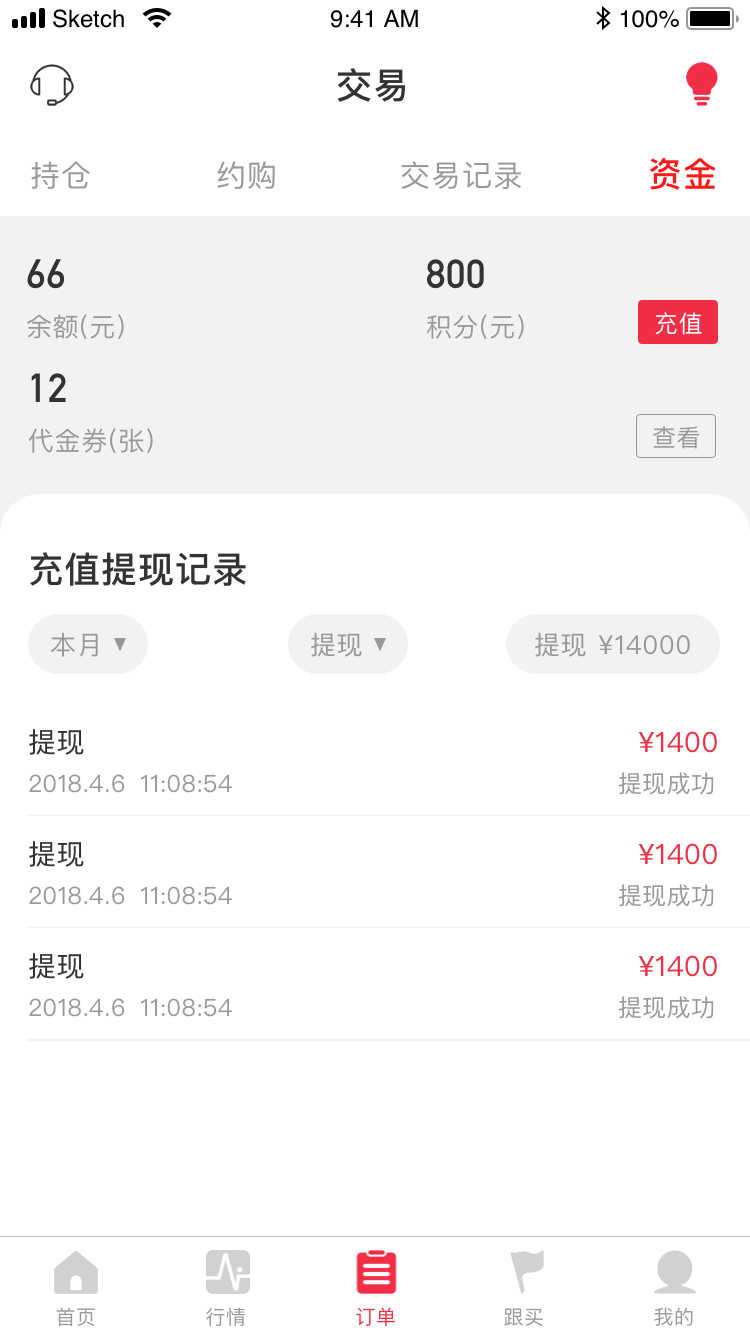 Sketch 9:41 AM 100%
交易
持仓 约购 交易记录 资金
66 800
余额(元) 积分(元) 充值
12
代金券(张) 查看
充值提现记录
本月 ▼ 提现 ▼ 提现 ¥14000
提现 ¥1400
2018.4.6 11:08:54 提现成功
提现 ¥1400
2018.4.6 11:08:54 提现成功
提现 ¥1400
2018.4.6 11:08:54 提现成功
首页 行情 订单 跟买 我的